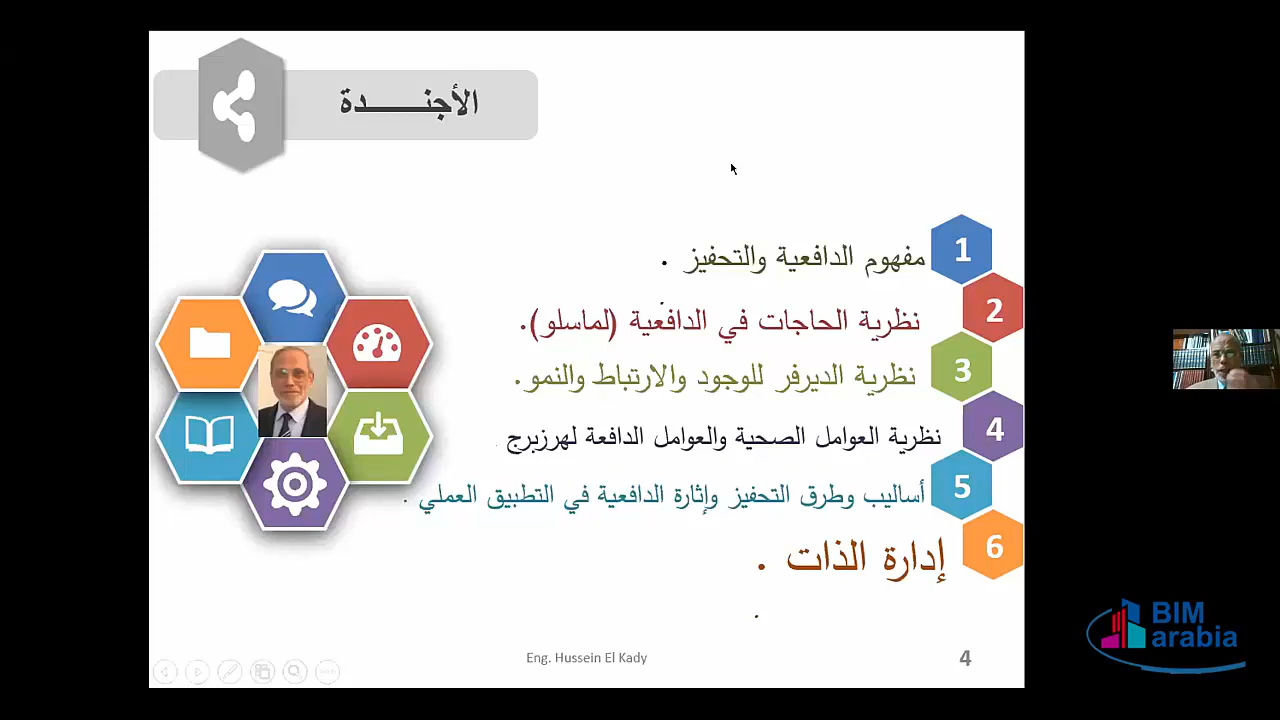 الأجنـــــــدة
1 مفهوم الدافعية والتحفيز .
2 نظرية الحاجات في الدافعية (لماسلو).
3 نظرية الديرفر للوجود والارتباط والنمو.
4 نظرية العوامل الصحية والعوامل الدافعة لهرزبرج .
5 أساليب وطرق التحفيز وإثارة الدافعية في التطبيق العملي .
6 إدارة الذات .
Eng. Hussein El Kady
4
BIM
arabia